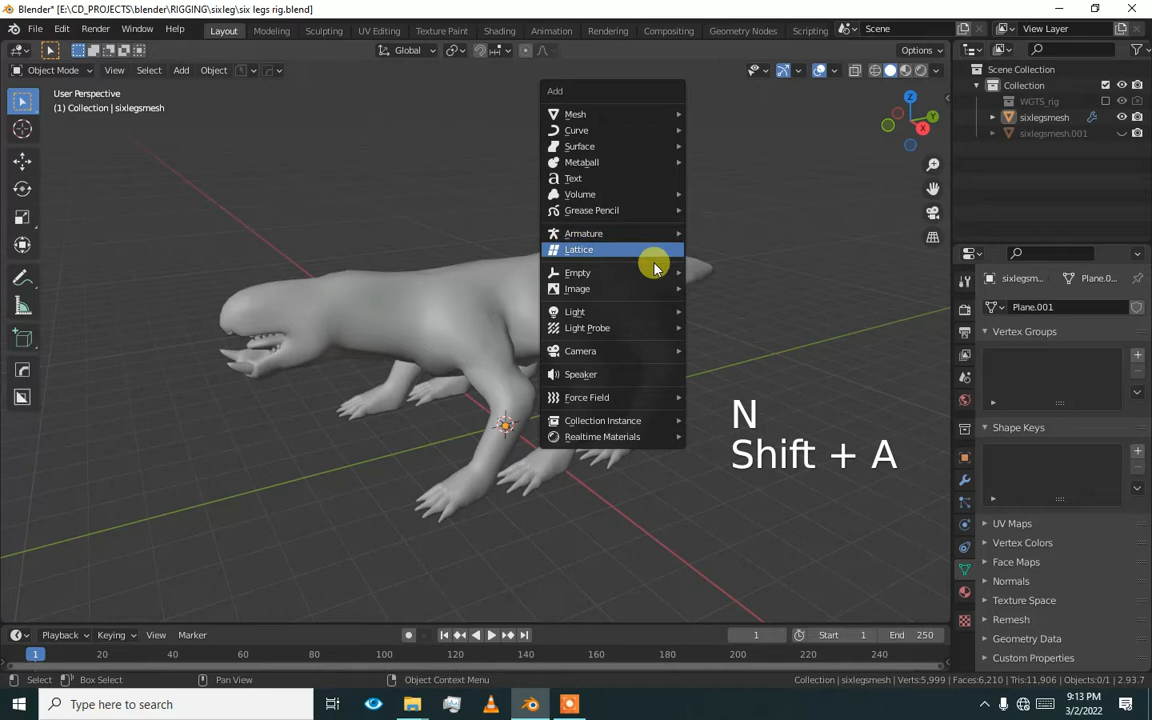 Blender* [E:\CD_PROJECTS\blender\RIGGING\sixleg\six legs rig.blend]
File Edit Render Window Help
Layout Modeling Sculpting UV Editing Texture Paint Shading Animation Rendering Compositing Geometry Nodes Scripting
Scene
View Layer
Global
Options
Object Mode View Select Add Object
User Perspective
(1) Collection | sixlegsmesh
Add
Mesh
Curve
Surface
Metaball
Text
Volume
Grease Pencil
Armature
Lattice
Empty
Image
Light
Light Probe
Camera
Speaker
Force Field
Collection Instance
Realtime Materials
Z
Y
X
N
Shift + A
Scene Collection
Collection
WGTS_rig
sixlegsmesh
sixlegsmesh.001
sixlegsm...
Plane.0...
Plane.001
Vertex Groups
Shape Keys
UV Maps
Vertex Colors
Face Maps
Normals
Texture Space
Remesh
Geometry Data
Custom Properties
Playback Keying View Marker
1
Start 1
End 250
1 20 40 60 80 100 120 140 160 180 200 220 240
Select
Box Select
Pan View
Object Context Menu
Collection | sixlegsmesh | Verts:5,999 | Faces:6,210 | Tris:11,906 | Objects:0/1 | 2.93.7
Type here to search
9:13 PM
3/2/2022